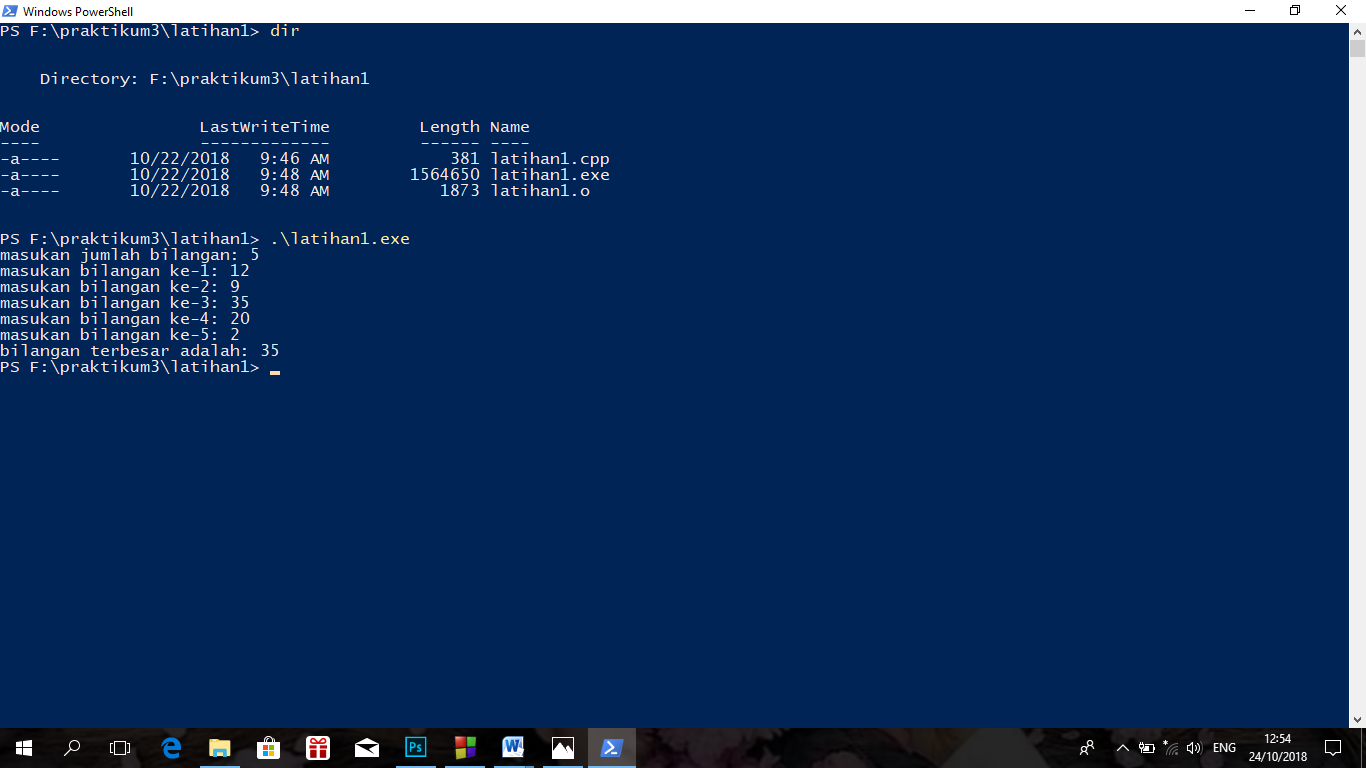 Windows PowerShell
PS F:\praktikum3\latihan1> dir
Directory: F:\praktikum3\latihan1
Mode LastWriteTime Length Name
---- ------------- ------ ----
-a---- 10/22/2018 9:46 AM 381 latihan1.cpp
-a---- 10/22/2018 9:48 AM 1564650 latihan1.exe
-a---- 10/22/2018 9:48 AM 1873 latihan1.o
PS F:\praktikum3\latihan1> .\latihan1.exe
masukan jumlah bilangan: 5
masukan bilangan ke-1: 12
masukan bilangan ke-2: 9
masukan bilangan ke-3: 35
masukan bilangan ke-4: 20
masukan bilangan ke-5: 2
bilangan terbesar adalah: 35
PS F:\praktikum3\latihan1>
Ps
W
ENG
12:54
24/10/2018